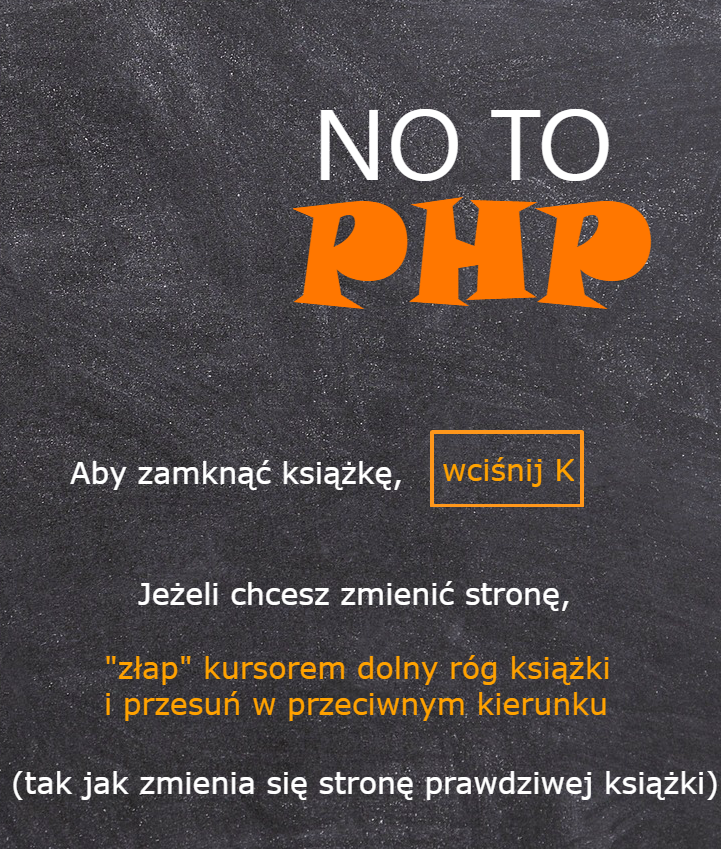 NO TO
PHP
Aby zamknąć książkę, wciśnij K
Jeżeli chcesz zmienić stronę,
"złap" kursorem dolny róg książki
i przesuń w przeciwnym kierunku
(tak jak zmienia się stronę prawdziwej książki)